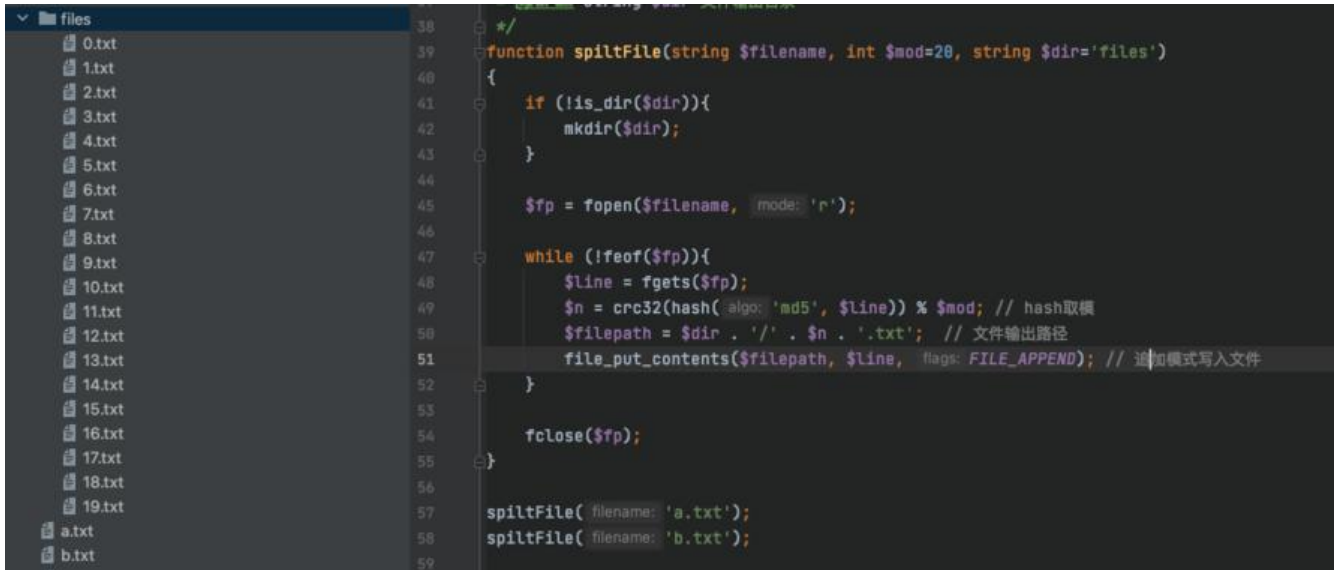 files
0.txt
1.txt
2.txt
3.txt
4.txt
5.txt
6.txt
7.txt
8.txt
9.txt
10.txt
11.txt
12.txt
13.txt
14.txt
15.txt
16.txt
17.txt
18.txt
19.txt
a.txt
b.txt
38 */
39 function spiltFile(string $filename, int $mod=20, string $dir='files')
40 {
41 if (!is_dir($dir)){
42 mkdir($dir);
43 }
44
45 $fp = fopen($filename, mode: 'r');
46
47 while (!feof($fp)){
48 $line = fgets($fp);
49 $n = crc32(hash( algo: 'md5', $line)) % $mod; // hash取模
50 $filepath = $dir . '/' . $n . '.txt'; // 文件输出路径
51 file_put_contents($filepath, $line, flags: FILE_APPEND); // 追加模式写入文件
52 }
53
54 fclose($fp);
55 }
56
57 spiltFile( filename: 'a.txt');
58 spiltFile( filename: 'b.txt');
59